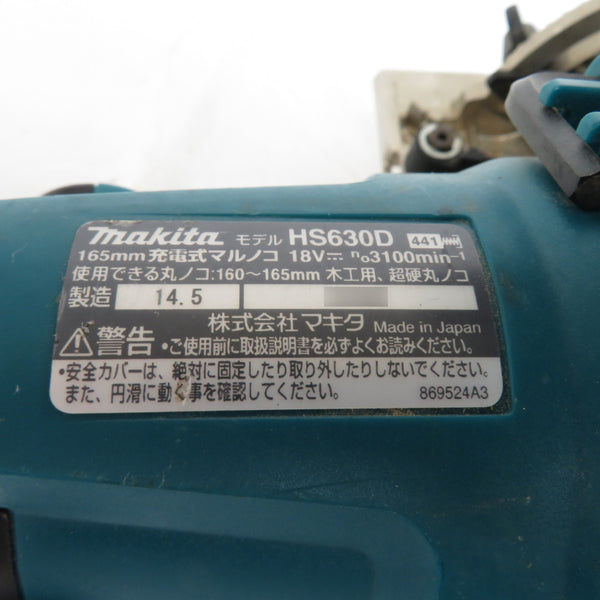 makita モデル HS630D 441
165mm充電式マルノコ 18V⎓ n₀3100min⁻¹
使用できる丸ノコ:160～165mm 木工用、超硬丸ノコ
製造 14.5
株式会社マキタ Made in Japan
⚠警告 •ご使用前に取扱説明書を必ずよくお読みください。
•安全カバーは、絶対に固定したり取り外したりしないでください。
また、円滑に動く事を確認してください。 869524A3